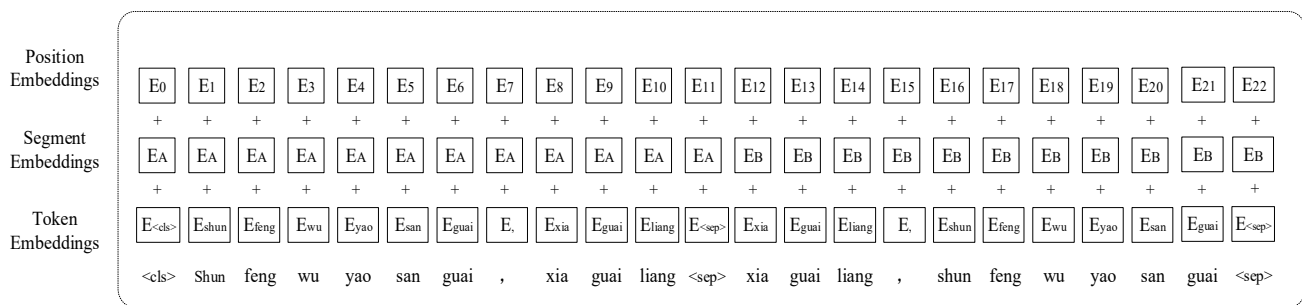 Position Embeddings E0 E1 E2 E3 E4 E5 E6 E7 E8 E9 E10 E11 E12 E13 E14 E15 E16 E17 E18 E19 E20 E21 E22
+ + + + + + + + + + + + + + + + + + + + + + +
Segment Embeddings EA EA EA EA EA EA EA EA EA EA EA EA EB EB EB EB EB EB EB EB EB EB EB
+ + + + + + + + + + + + + + + + + + + + + + +
Token Embeddings E<cls> Eshun Efeng Ewu Eyao Esan Eguai E, Exia Eguai Eliang E<sep> Exia Eguai Eliang E, Eshun Efeng Ewu Eyao Esan Eguai E<sep>
<cls> Shun feng wu yao san guai , xia guai liang <sep> xia guai liang , shun feng wu yao san guai <sep>